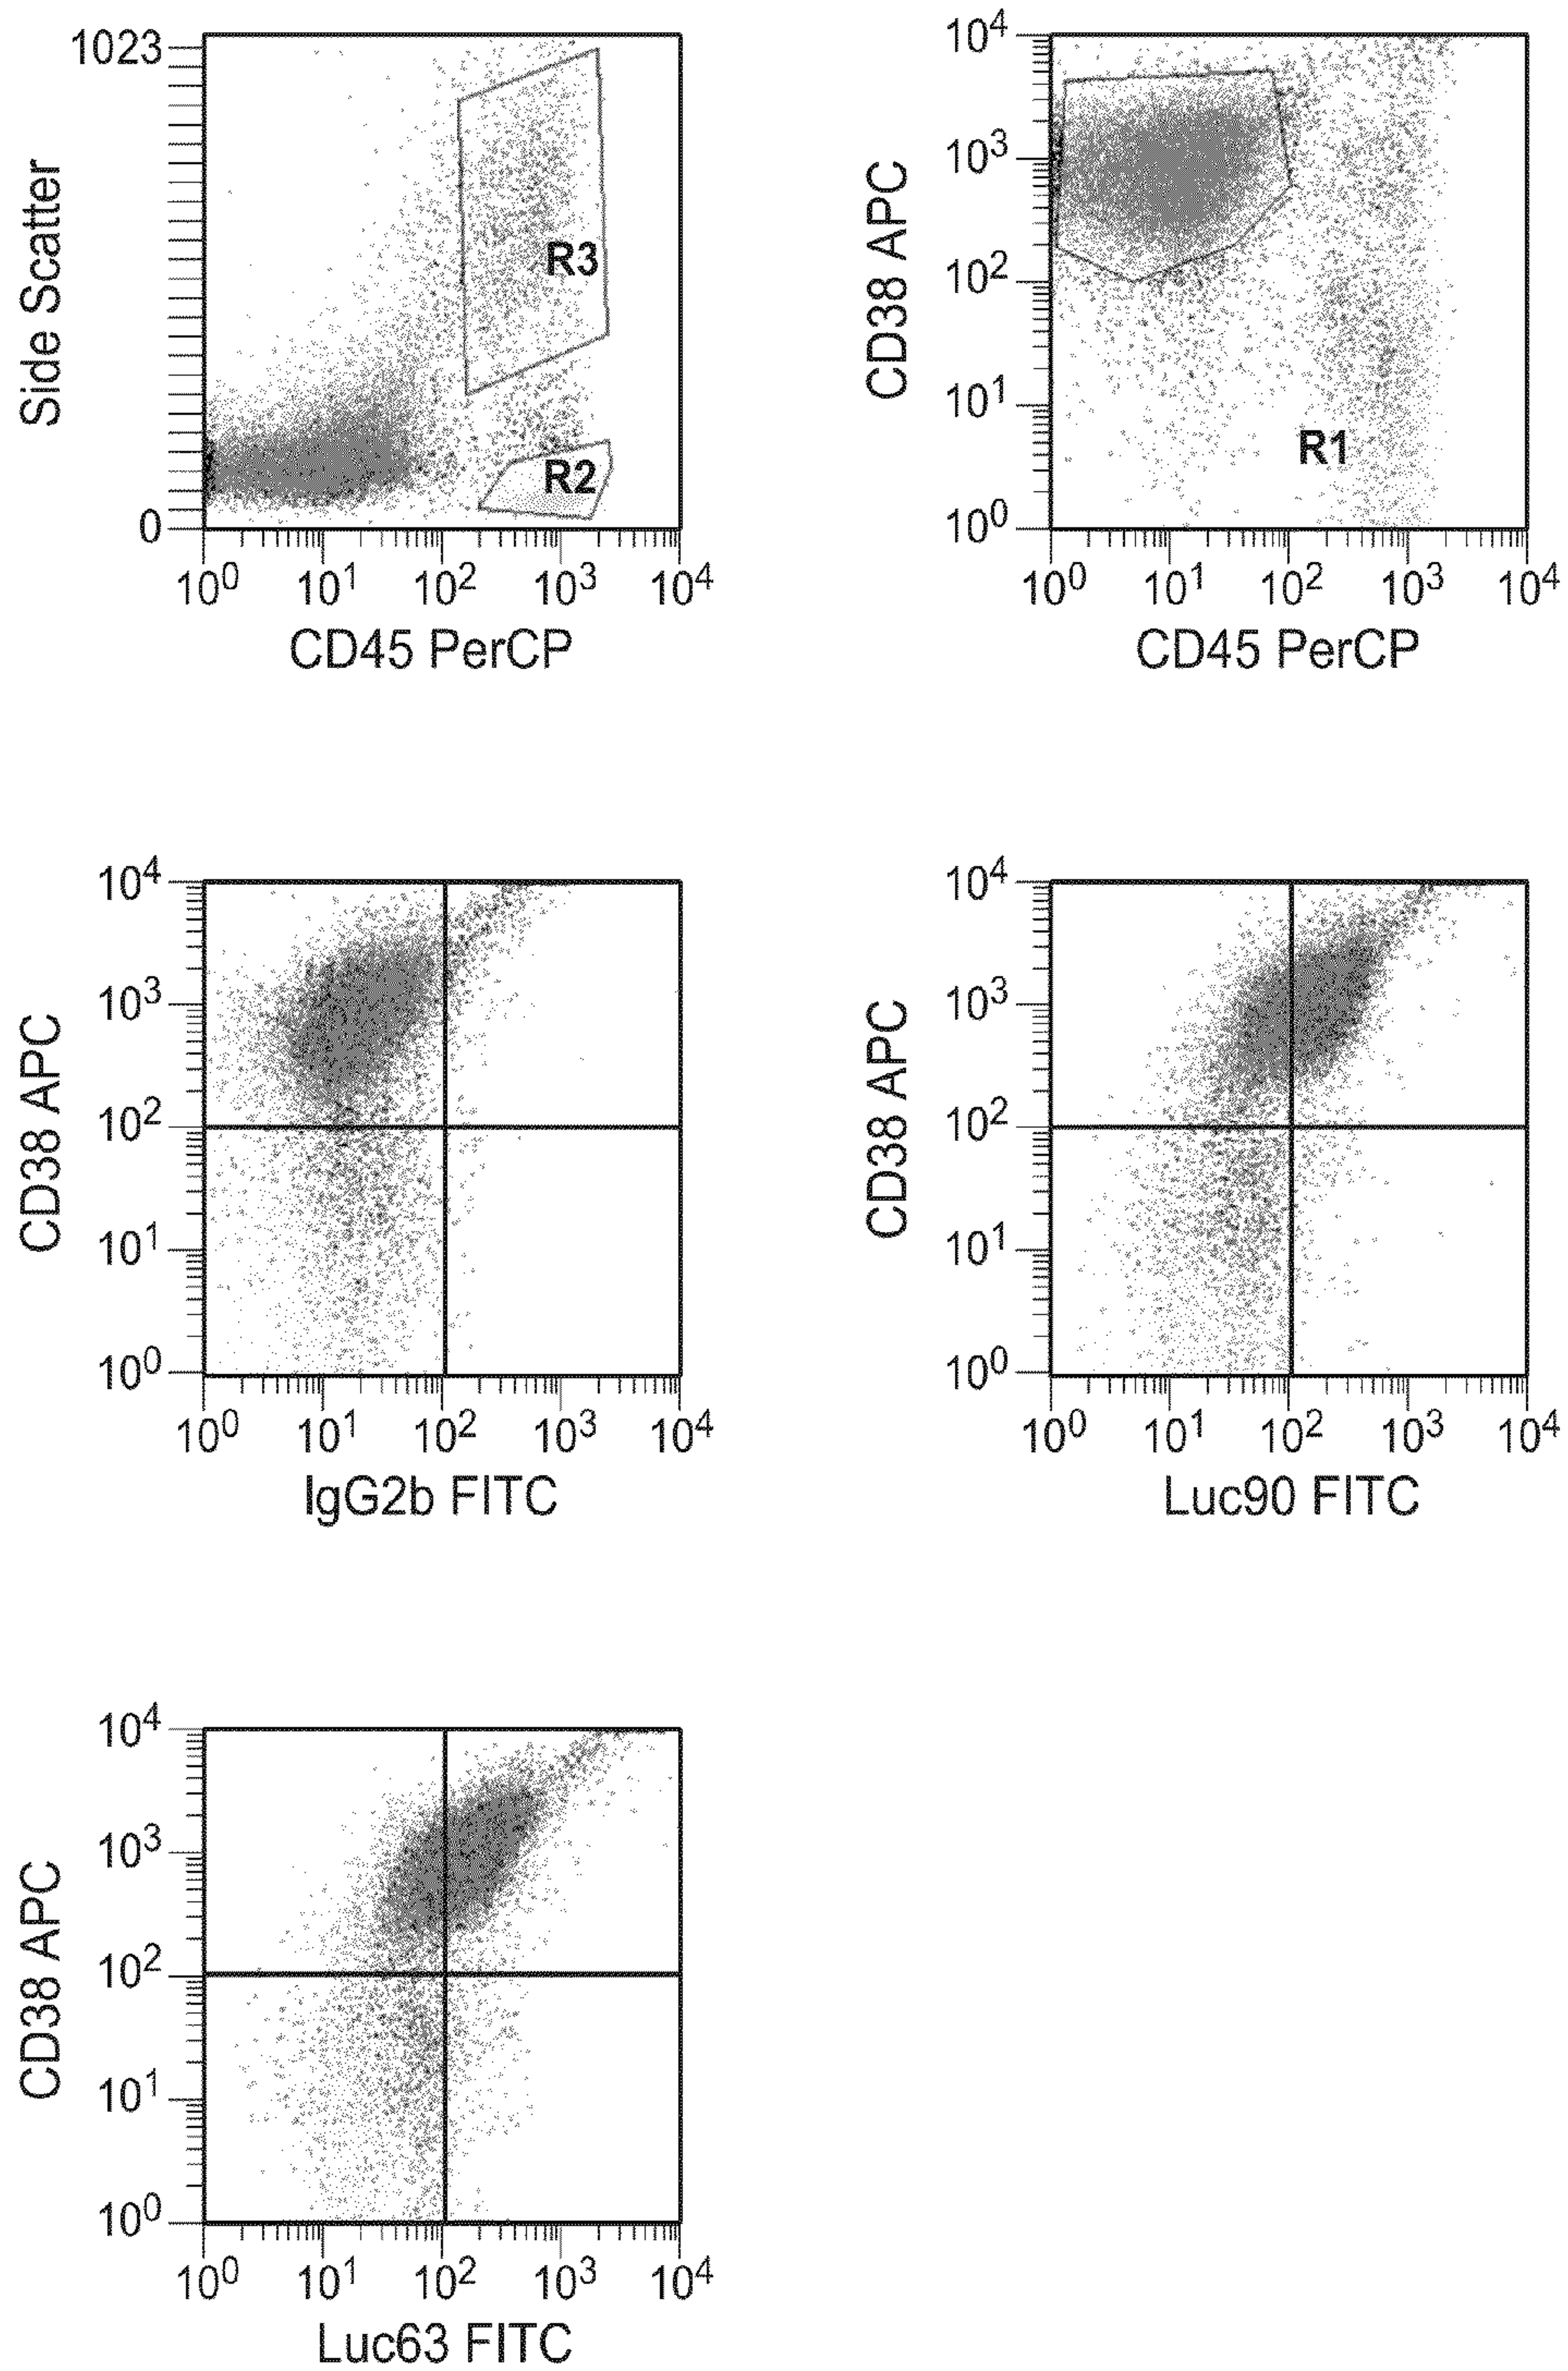 1023
Side Scatter
R3
R2
0
10^0 10^1 10^2 10^3 10^4
CD45 PerCP
10^4
10^3
CD38 APC
10^2
10^1
R1
10^0
10^0 10^1 10^2 10^3 10^4
CD45 PerCP
10^4
10^3
CD38 APC
10^2
10^1
10^0
10^0 10^1 10^2 10^3 10^4
IgG2b FITC
10^4
10^3
CD38 APC
10^2
10^1
10^0
10^0 10^1 10^2 10^3 10^4
Luc90 FITC
10^4
10^3
CD38 APC
10^2
10^1
10^0
10^0 10^1 10^2 10^3 10^4
Luc63 FITC